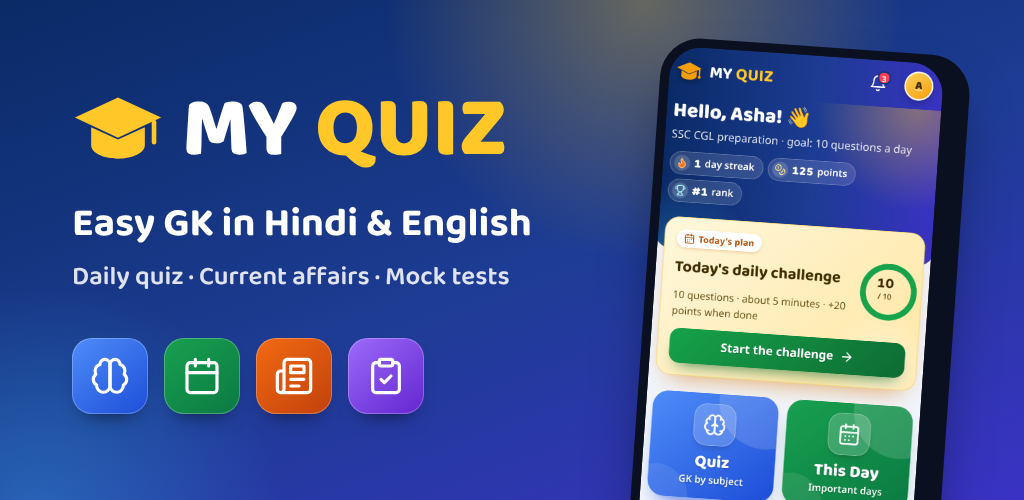 MY QUIZ
Easy GK in Hindi & English
Daily quiz · Current affairs · Mock tests
MY QUIZ
3
A
Hello, Asha! 👋
SSC CGL preparation · goal: 10 questions a day
1 day streak
125 points
#1 rank
Today's plan
Today's daily challenge
10 questions · about 5 minutes · +20
points when done
10
/ 10
Start the challenge →
Quiz
GK by subject
This Day
Important days